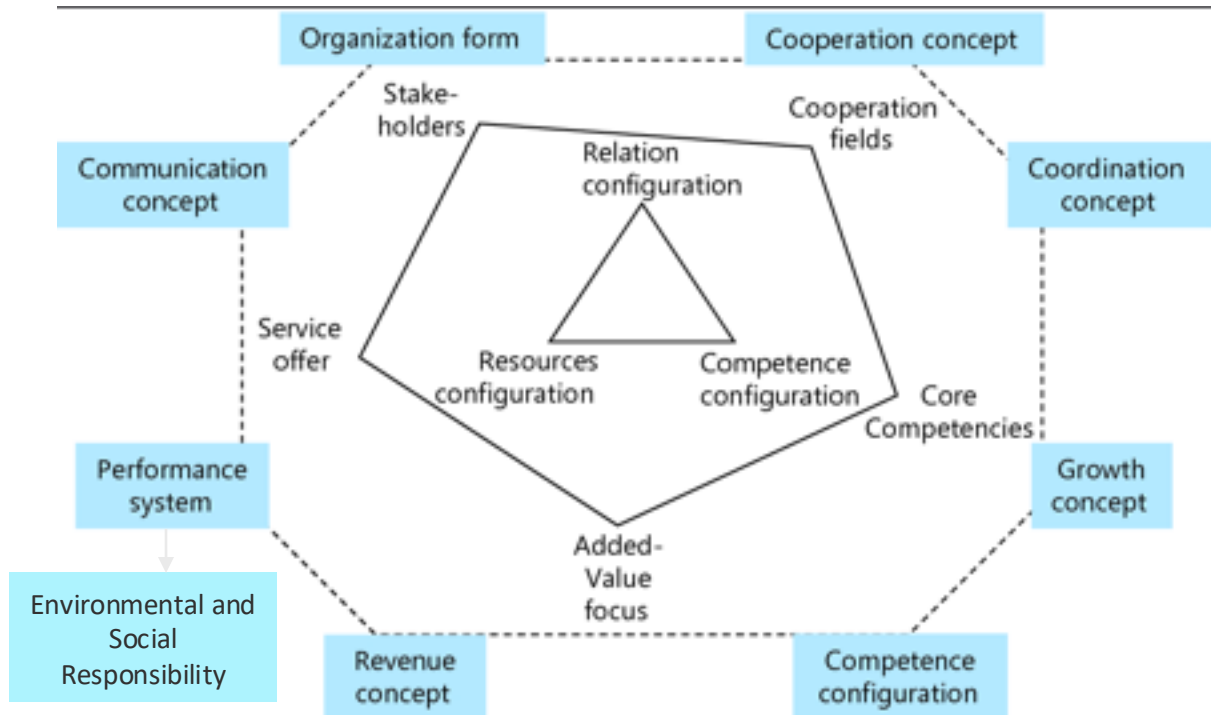 Organization form
Cooperation concept
Stake-
holders
Cooperation
fields
Relation
configuration
Communication
concept
Coordination
concept
Service
offer
Resources
configuration
Competence
configuration
Core
Competencies
Performance
system
Growth
concept
Added-
Value
focus
Environmental and
Social
Responsibility
Revenue
concept
Competence
configuration